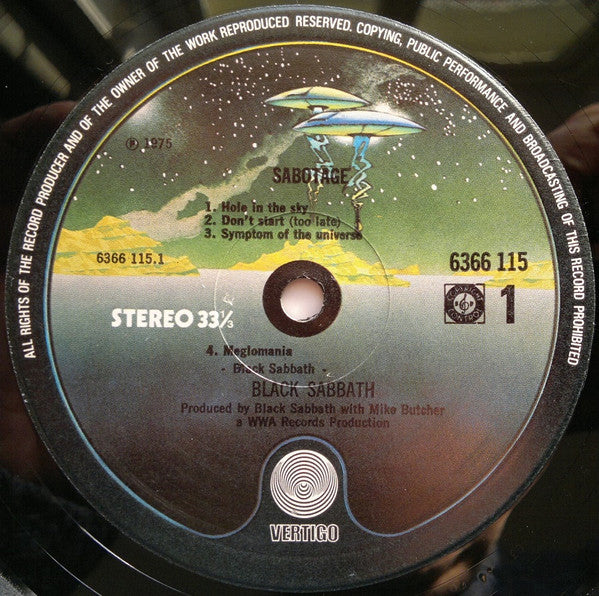 ALL RIGHTS OF THE RECORD PRODUCER AND OF THE OWNER OF THE WORK REPRODUCED RESERVED. COPYING, PUBLIC PERFORMANCE AND BROADCASTING OF THIS RECORD PROHIBITED
℗ 1975
SABOTAGE
1. Hole in the sky
2. Don't start (too late)
3. Symptom of the universe
6366 115.1
6366 115
STEREO 33⅓
COPYRIGHT CONTROL
1
4. Meglomania
- Black Sabbath -
BLACK SABBATH
Produced by Black Sabbath with Mike Butcher
a WWA Records Production
VERTIGO